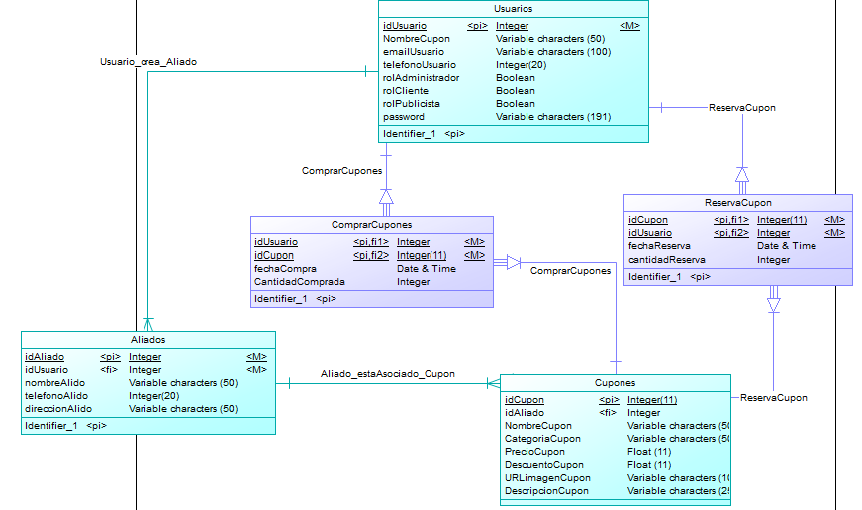 Usuarios
idUsuario <pi> Integer <M>
NombreCupon Variable characters (50)
emailUsuario Variable characters (100)
telefonoUsuario Integer(20)
rolAdministrador Boolean
rolCliente Boolean
rolPublicista Boolean
password Variable characters (191)
Identifier_1 <pi>
Usuario_crea_Aliado
ReservaCupon
ComprarCupones
ReservaCupon
idCupon <pi,fi1> Integer(11) <M>
idUsuario <pi,fi2> Integer <M>
fechaReserva Date & Time
cantidadReserva Integer
Identifier_1 <pi>
ComprarCupones
idUsuario <pi,fi1> Integer <M>
idCupon <pi,fi2> Integer(11) <M>
fechaCompra Date & Time
CantidadComprada Integer
Identifier_1 <pi>
ComprarCupones
Aliados
idAliado <pi> Integer <M>
idUsuario <fi> Integer <M>
nombreAlido Variable characters (50)
telefonoAlido Integer(20)
direccionAlido Variable characters (50)
Identifier_1 <pi>
Aliado_estaAsociado_Cupon
ReservaCupon
Cupones
idCupon <pi> Integer(11)
idAliado <fi> Integer
NombreCupon Variable characters (50
CategoriaCupon Variable characters (50
PrecioCupon Float (11)
DescuentoCupon Float (11)
URLimagenCupon Variable characters (10
DescripcionCupon Variable characters (25